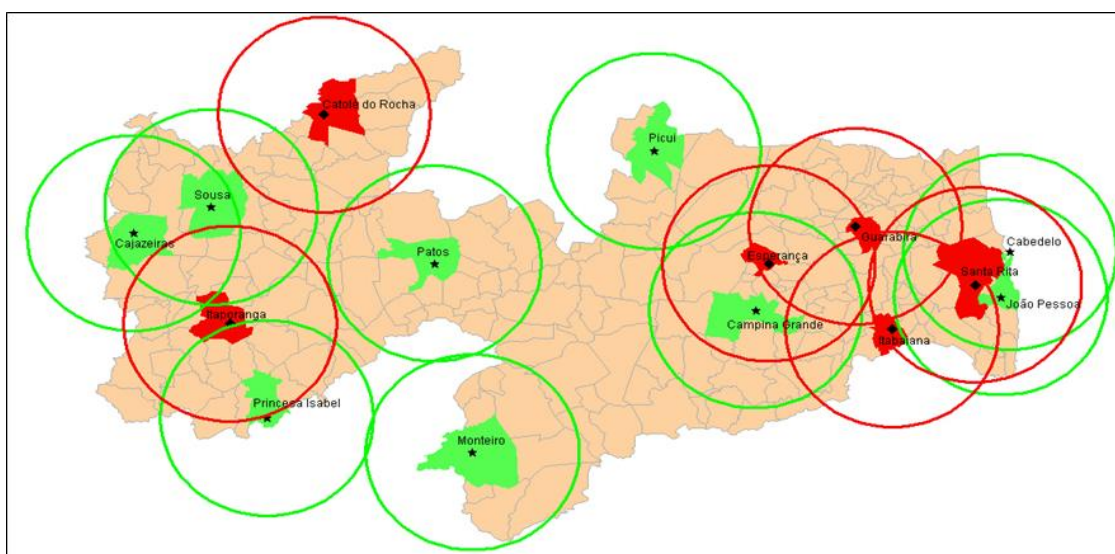 Catolé do Rocha
Picuí
Sousa
Cajazeiras
Patos
Guarabira
Cabedelo
Esperança
Santa Rita
João Pessoa
Itaporanga
Campina Grande
Itabaiana
Princesa Isabel
Monteiro